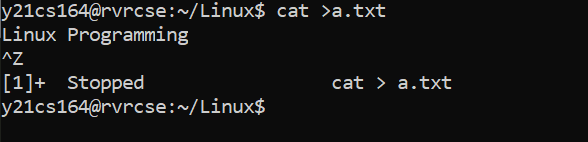 y21cs164@rvrcse:~/Linux$ cat >a.txt
Linux Programming
^Z
[1]+  Stopped                 cat > a.txt
y21cs164@rvrcse:~/Linux$